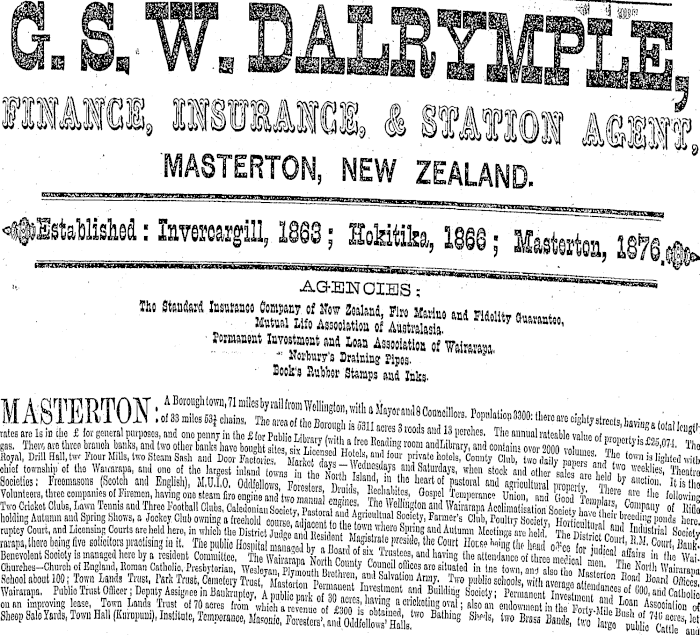 G. S. W. DALRYMPLE,
FINANCE, INSURANCE, & STATION AGENT,
MASTERTON, NEW ZEALAND.
Established : Invercargill, 1863 ; Hokitika, 1866 ; Masterton, 1876.
AGENCIES :
The Standard Insurance Company of New Zealand, Fire Marine and Fidelity Guarantee,
Mutual Life Association of Australasia.
Permanent Investment and Loan Association of Wairarapa.
Norbury's Draining Pipes.
Book's Rubber Stamps and Inks.
MASTERTON : A Borough town, 71 miles by rail from Wellington, with a Mayor and 8 Councillors. Population 3300: there are eighty streets, having a total length
of 33 miles 53½ chains. The area of the Borough is 5311 acres 3 roods and 13 perches. The annual rateable value of property is £25,074. The
rates are 1s in the £ for general purposes, and one penny in the £ for Public Library (with a free Reading room and Library, and contains over 2000 volumes. The town is lighted with
gas. There are three branch banks, and two other banks have bought sites, six Licensed Hotels, and four private hotels, County Club, two daily papers and two weeklies, Theatre
Royal, Drill Hall, two Flour Mills, two Steam Sash and Door Factories. Market days—Wednesdays and Saturdays, when stock and other sales are held by auction. It is the
chief township of the Wairarapa, and one of the largest inland towns in the North Island, in the heart of pastoral and agricultural property. There are the following
Societies: Freemasons (Scotch and English), M.U.I.O. Oddfellows, Foresters, Druids, Rechabites, Gospel Temperance Union, and Good Templars, Company of Rifle
Volunteers, three companies of Firemen, having one steam fire engine and two manual engines. The Wellington and Wairarapa Acclimatisation Society have their breeding ponds here.
Two Cricket Clubs, Lawn Tennis and Three Football Clubs, Caledonian Society, Pastoral and Agricultural Society, Farmer's Club, Poultry Society, Horticultural and Industrial Society
holding Autumn and Spring Shows, a Jockey Club owning a freehold course, adjacent to the town where Spring and Autumn Meetings are held. The District Court, R.M. Court, Bank-
ruptcy Court, and Licensing Courts are held here, in which the District Judge and Resident Magistrate preside, the Court House being the head office for judical affairs in the Wai-
rarapa, there being five solicitors practising in it. The public Hospital managed by a Board of six Trustees, and having the attendance of three medical men. The North Wairarapa
Benevolent Society is managed here by a resident Committee. The Wairarapa North County Council offices are situated in the town, and also the Masterton Road Board Offices.
Churches—Church of England, Roman Catholic, Presbyterian, Wesleyan, Plymouth Brethren, and Salvation Army. Two public schools, with average attendances of 600, and Catholic
School about 100; Town Lands Trust, Park Trust, Cemetery Trust, Masterton Permanent Investment and Building Society; Permanent Investment and Loan Association of
Wairarapa. Public Trust Officer; Deputy Assignee in Bankruptcy. A public park of 30 acres, having a cricketing oval; also an endowment in the Forty-Mile Bush of 746 acres, let
on an improving lease, Town Lands Trust of 70 acres from which a revenue of £300 is obtained, two Bathing Sheds, two Brass Bands, two large public Cattle and
Sheep Sale Yards, Town Hall (Kuripuni), Institute, Temperance, Masonic, Foresters', and Oddfellows' Halls.